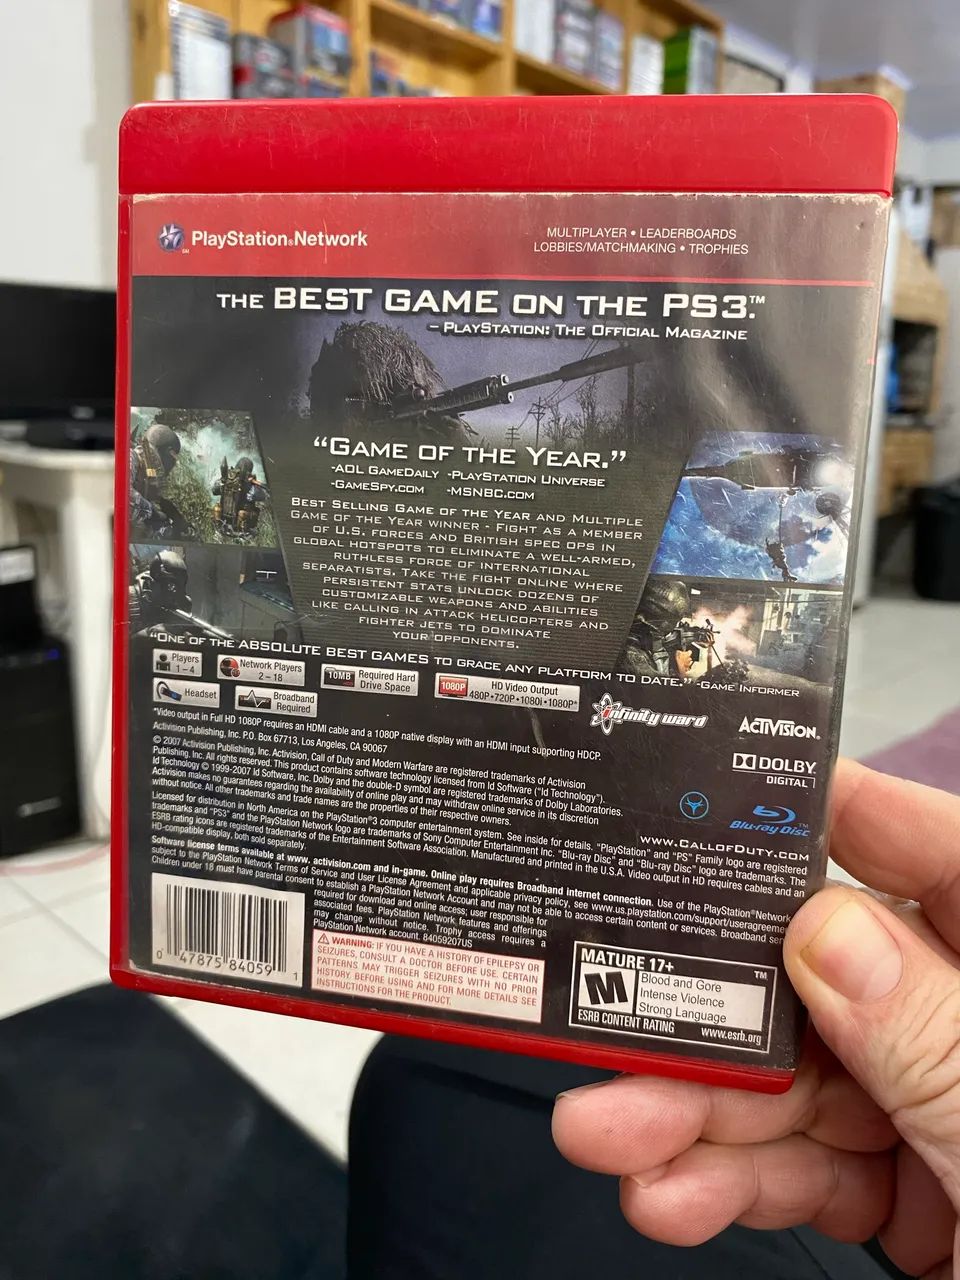 PlayStation®Network
SM
MULTIPLAYER • LEADERBOARDS
LOBBIES/MATCHMAKING • TROPHIES
THE BEST GAME ON THE PS3.™
– PLAYSTATION: THE OFFICIAL MAGAZINE
“GAME OF THE YEAR.”
-AOL GAMEDAILY -PLAYSTATION UNIVERSE
-GAMESPY.COM -MSNBC.COM
BEST SELLING GAME OF THE YEAR AND MULTIPLE
GAME OF THE YEAR WINNER - FIGHT AS A MEMBER
OF U.S. FORCES AND BRITISH SPEC OPS IN
GLOBAL HOTSPOTS TO ELIMINATE A WELL-ARMED,
RUTHLESS FORCE OF INTERNATIONAL
SEPARATISTS. TAKE THE FIGHT ONLINE WHERE
PERSISTENT STATS UNLOCK DOZENS OF
CUSTOMIZABLE WEAPONS AND ABILITIES
LIKE CALLING IN ATTACK HELICOPTERS AND
FIGHTER JETS TO DOMINATE
YOUR OPPONENTS.
“ONE OF THE ABSOLUTE BEST GAMES TO GRACE ANY PLATFORM TO DATE.” -GAME INFORMER
Players
1 – 4
Network Players
2 – 18
10MB Required Hard
Drive Space
1080P HD Video Output
480P•720P•1080i•1080P*
Headset
Broadband
Required
infinity ward
ACTIVISION®
DOLBY
DIGITAL
Blu-ray Disc™
WWW.CALLOFDUTY.COM
*Video output in Full HD 1080P requires an HDMI cable and a 1080P native display with an HDMI input supporting HDCP.
Activision Publishing, Inc. P.O. Box 67713, Los Angeles, CA 90067
© 2007 Activision Publishing, Inc. Activision, Call of Duty and Modern Warfare are registered trademarks of Activision
Publishing, Inc. All rights reserved. This product contains software technology licensed from Id Software (“Id Technology”).
Id Technology © 1999-2007 Id Software, Inc. Dolby and the double-D symbol are registered trademarks of Dolby Laboratories.
Activision makes no guarantees regarding the availability of online play and may withdraw online service in its discretion
without notice. All other trademarks and trade names are the properties of their respective owners.
Licensed for distribution in North America on the PlayStation®3 computer entertainment system. See inside for details. “PlayStation” and “PS” Family logo are registered
trademarks and “PS3” and the PlayStation Network logo are trademarks of Sony Computer Entertainment Inc. “Blu-ray Disc” and “Blu-ray Disc” logo are trademarks. The
ESRB rating icons are registered trademarks of the Entertainment Software Association. Manufactured and printed in the U.S.A. Video output in HD requires cables and an
HD-compatible display, both sold separately.
Software license terms available at www. activision.com and in-game. Online play requires Broadband internet connection. Use of the PlayStation®Network
subject to the PlayStation Network Terms of Service and User License Agreement and applicable privacy policy, see www.us.playstation.com/support/useragreeme
Children under 18 must have parental consent to establish a PlayStation Network Account and may not be able to access certain content or services. Broadband ser
required for download and online access; user responsible for
associated fees. PlayStation Network features and offerings
may change without notice. Trophy access requires a
PlayStation Network account. 84059207US
0 47875 84059 1
WARNING: IF YOU HAVE A HISTORY OF EPILEPSY OR
SEIZURES, CONSULT A DOCTOR BEFORE USE. CERTAIN
PATTERNS MAY TRIGGER SEIZURES WITH NO PRIOR
HISTORY. BEFORE USING AND FOR MORE DETAILS SEE
INSTRUCTIONS FOR THE PRODUCT.
MATURE 17+ ™
M
Blood and Gore
Intense Violence
Strong Language
ESRB CONTENT RATING www.esrb.org